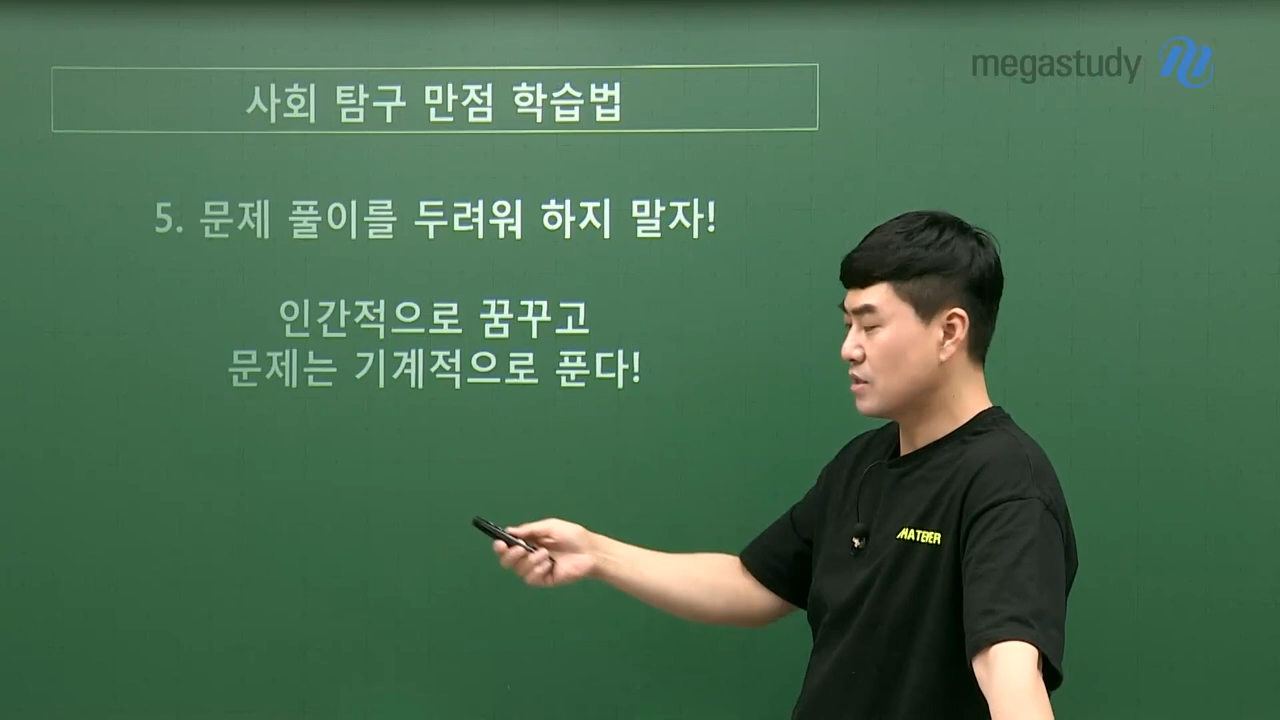 megastudy
사회 탐구 만점 학습법
5. 문제 풀이를 두려워 하지 말자!
인간적으로 꿈꾸고
문제는 기계적으로 푼다!